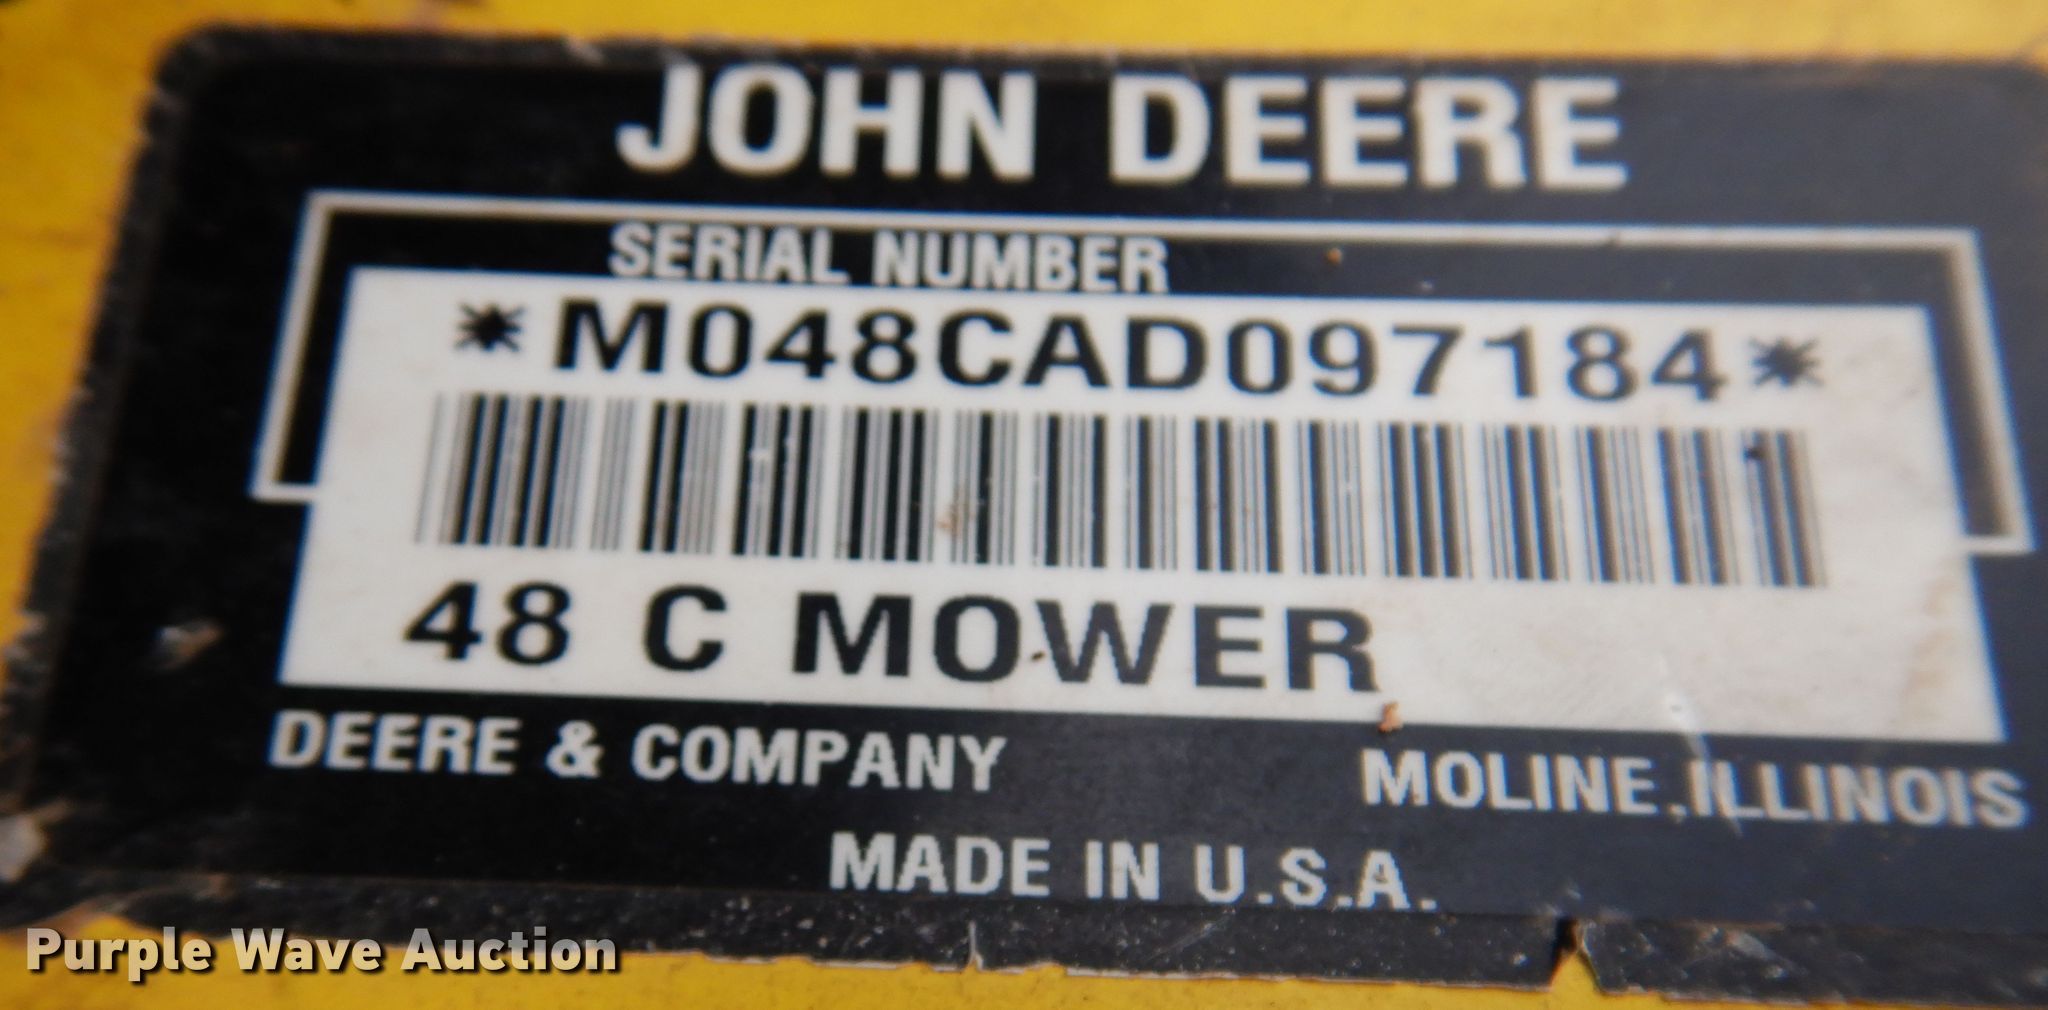 JOHN DEERE
SERIAL NUMBER
*M048CAD097184*
48 C MOWER
DEERE & COMPANY MOLINE, ILLINOIS
MADE IN U.S.A.
Purple Wave Auction